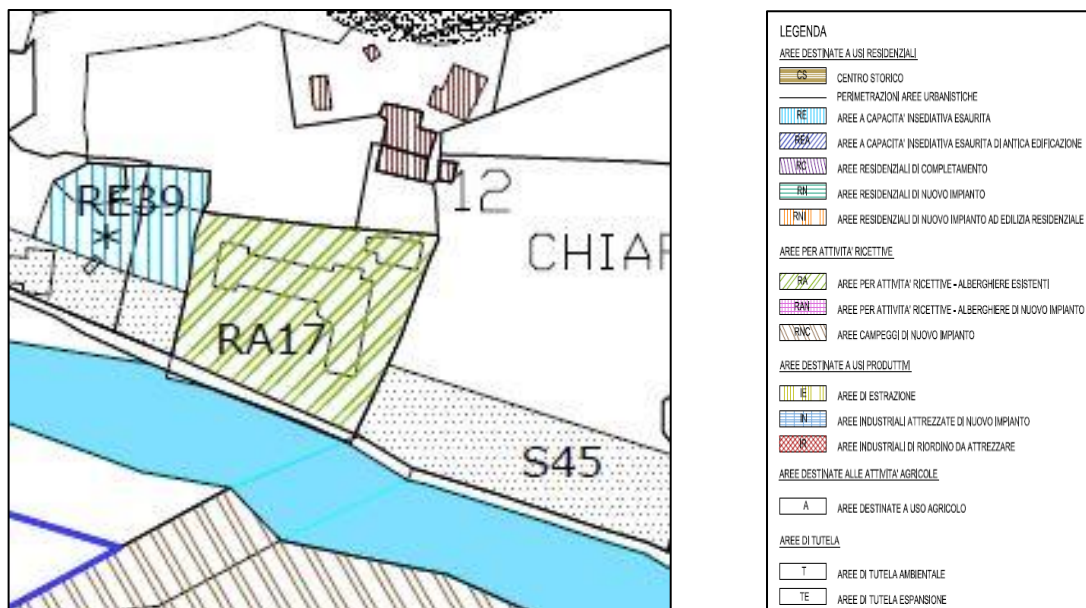 RE39
12
CHIAR
RA17
S45
LEGENDA
AREE DESTINATE A USI RESIDENZIALI
CS CENTRO STORICO
PERIMETRAZIONI AREE URBANISTICHE
RE AREE A CAPACITA' INSEDIATIVA ESAURITA
REA AREE A CAPACITA' INSEDIATIVA ESAURITA DI ANTICA EDIFICAZIONE
RC AREE RESIDENZIALI DI COMPLETAMENTO
RN AREE RESIDENZIALI DI NUOVO IMPIANTO
RNI AREE RESIDENZIALI DI NUOVO IMPIANTO AD EDILIZIA RESIDENZIALE
AREE PER ATTIVITA' RICETTIVE
RA AREE PER ATTIVITA' RICETTIVE - ALBERGHIERE ESISTENTI
RAN AREE PER ATTIVITA' RICETTIVE - ALBERGHIERE DI NUOVO IMPIANTO
RNC AREE CAMPEGGI DI NUOVO IMPIANTO
AREE DESTINATE A USI PRODUTTIVI
IE AREE DI ESTRAZIONE
IN AREE INDUSTRIALI ATTREZZATE DI NUOVO IMPIANTO
IR AREE INDUSTRIALI DI RIORDINO DA ATTREZZARE
AREE DESTINATE ALLE ATTIVITA' AGRICOLE
A AREE DESTINATE A USO AGRICOLO
AREE DI TUTELA
T AREE DI TUTELA AMBIENTALE
TE AREE DI TUTELA ESPANSIONE